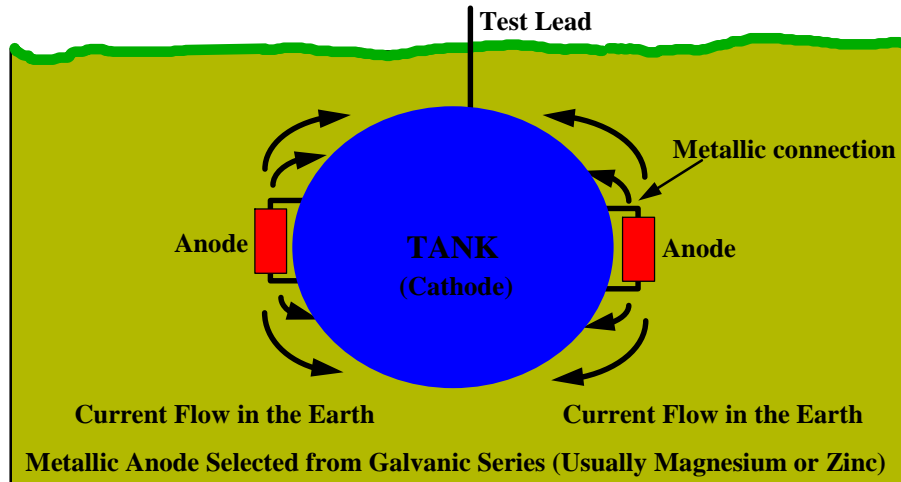 Test Lead
Metallic connection
Anode
TANK
Anode
(Cathode)
Current Flow in the Earth
Current Flow in the Earth
Metallic Anode Selected from Galvanic Series (Usually Magnesium or Zinc)